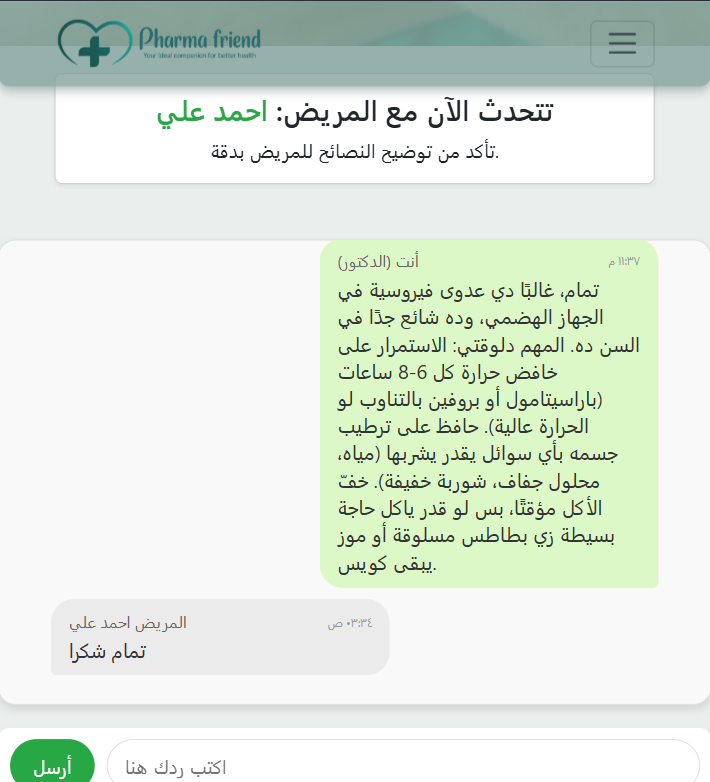 Pharma friend
Your ideal companion for better health
تتحدث الآن مع المريض: احمد علي
تأكد من توضيح النصائح للمريض بدقة.
أنت (الدكتور)
١١:٣٧ م
تمام، غالبًا دي عدوى فيروسية في
الجهاز الهضمي، وده شائع جدًا في
السن ده. المهم دلوقتي: الاستمرار على
خافض حرارة كل 6-8 ساعات
(باراسيتامول أو بروفين بالتناوب لو
الحرارة عالية). حافظ على ترطيب
جسمه بأي سوائل يقدر يشربها (مياه،
محلول جفاف، شوربة خفيفة). خفّ
الأكل مؤقتًا، بس لو قدر ياكل حاجة
بسيطة زي بطاطس مسلوقة أو موز
يبقى كويس.
المريض احمد علي
٠٣:٣٤ ص
تمام شكرا
اكتب ردك هنا
أرسل